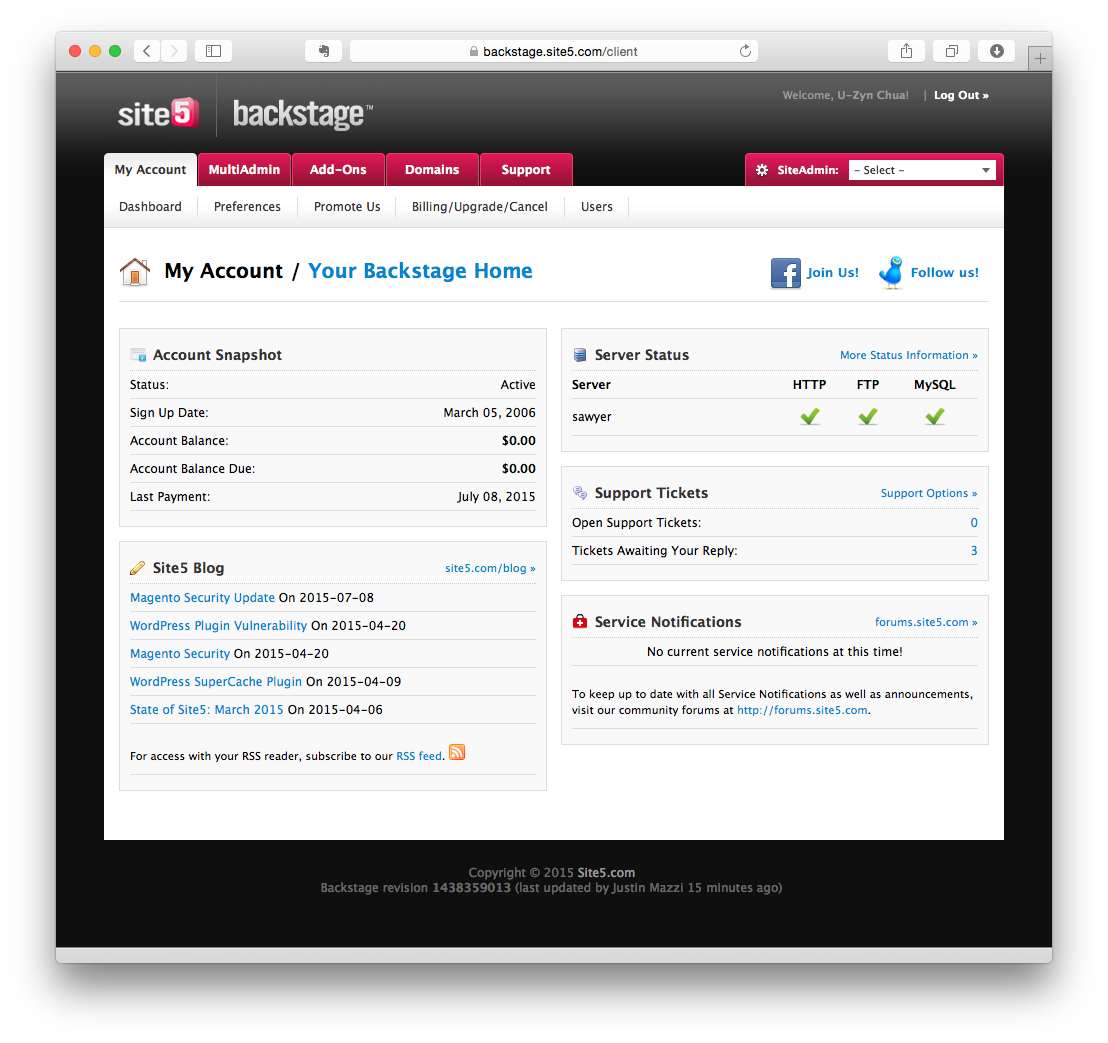 backstage.site5.com/client
Welcome, U-Zyn Chua! | Log Out »
site5 backstage™
My Account MultiAdmin Add-Ons Domains Support SiteAdmin: – Select –
Dashboard Preferences Promote Us Billing/Upgrade/Cancel Users
My Account / Your Backstage Home
Join Us! Follow us!
Account Snapshot
Status: Active
Sign Up Date: March 05, 2006
Account Balance: $0.00
Account Balance Due: $0.00
Last Payment: July 08, 2015
Site5 Blog site5.com/blog »
Magento Security Update On 2015-07-08
WordPress Plugin Vulnerability On 2015-04-20
Magento Security On 2015-04-20
WordPress SuperCache Plugin On 2015-04-09
State of Site5: March 2015 On 2015-04-06
For access with your RSS reader, subscribe to our RSS feed.
Server Status More Status Information »
Server HTTP FTP MySQL
sawyer
Support Tickets Support Options »
Open Support Tickets: 0
Tickets Awaiting Your Reply: 3
Service Notifications forums.site5.com »
No current service notifications at this time!
To keep up to date with all Service Notifications as well as announcements,
visit our community forums at http://forums.site5.com.
Copyright © 2015 Site5.com
Backstage revision 1438359013 (last updated by Justin Mazzi 15 minutes ago)